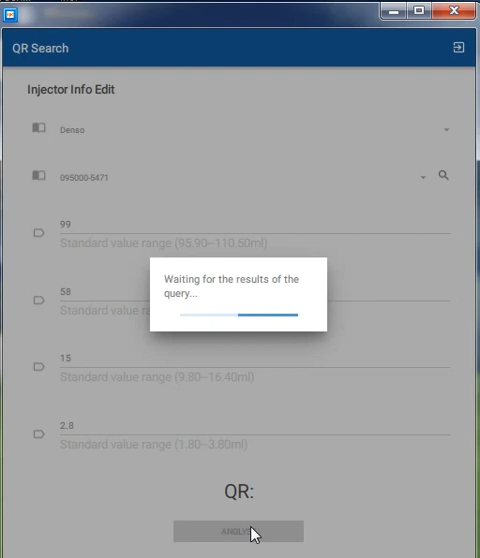 QR Search
Injector Info Edit
Denso
095000-5471
99
Standard value range (95.90--110.50ml)
Waiting for the results of the
query...
58
Standard value ra
15
Standard value range (9.80--16.40ml)
2.8
Standard value range (1.80--3.80ml)
QR: